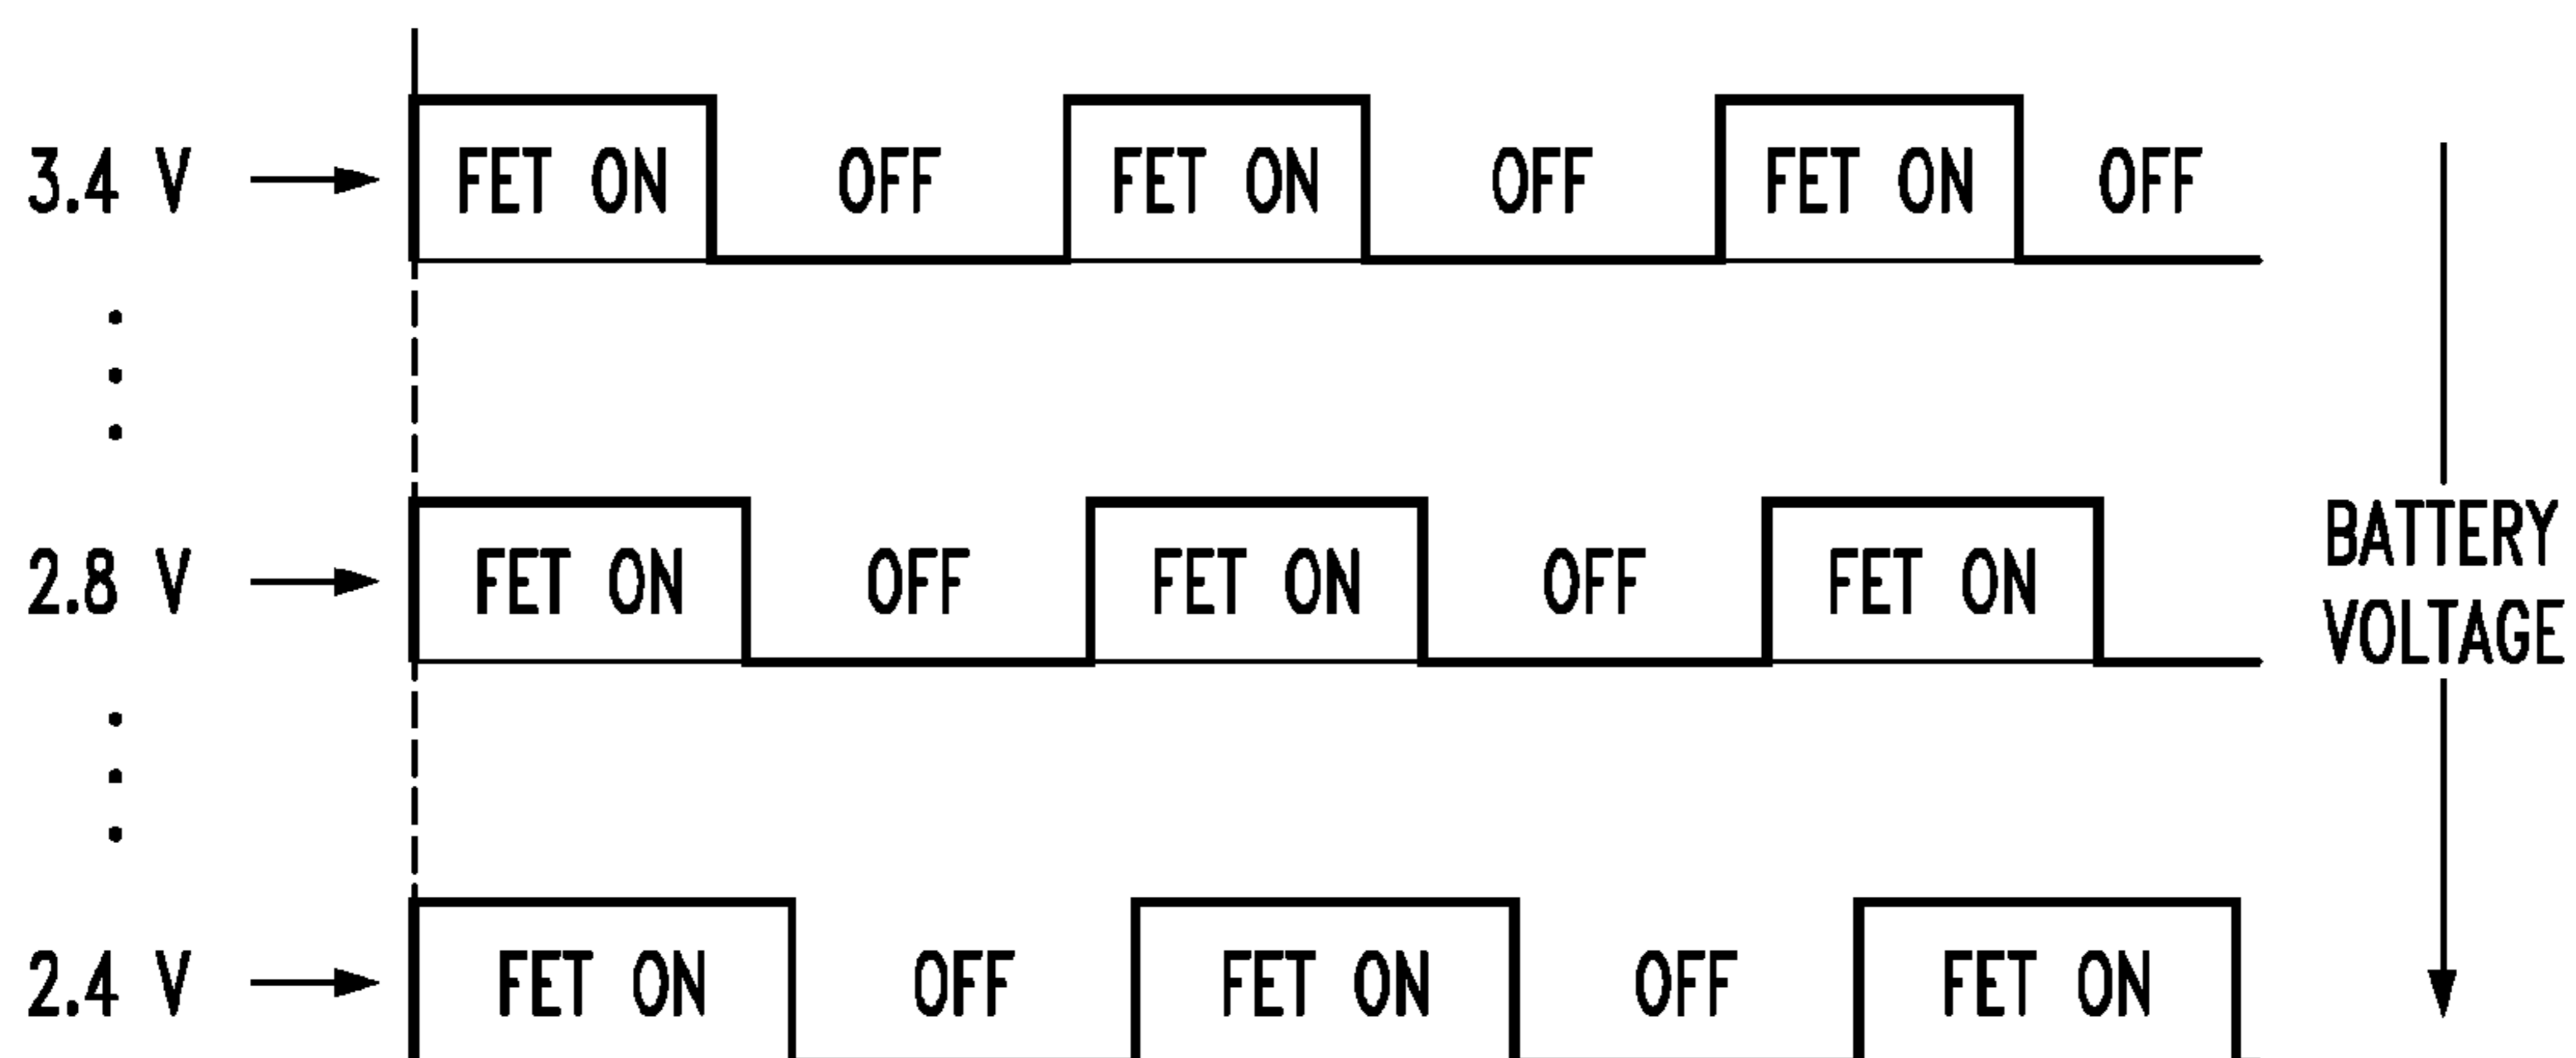 3.4 V FET ON OFF FET ON OFF FET ON OFF
2.8 V FET ON OFF FET ON OFF FET ON
BATTERY
VOLTAGE
2.4 V FET ON OFF FET ON OFF FET ON